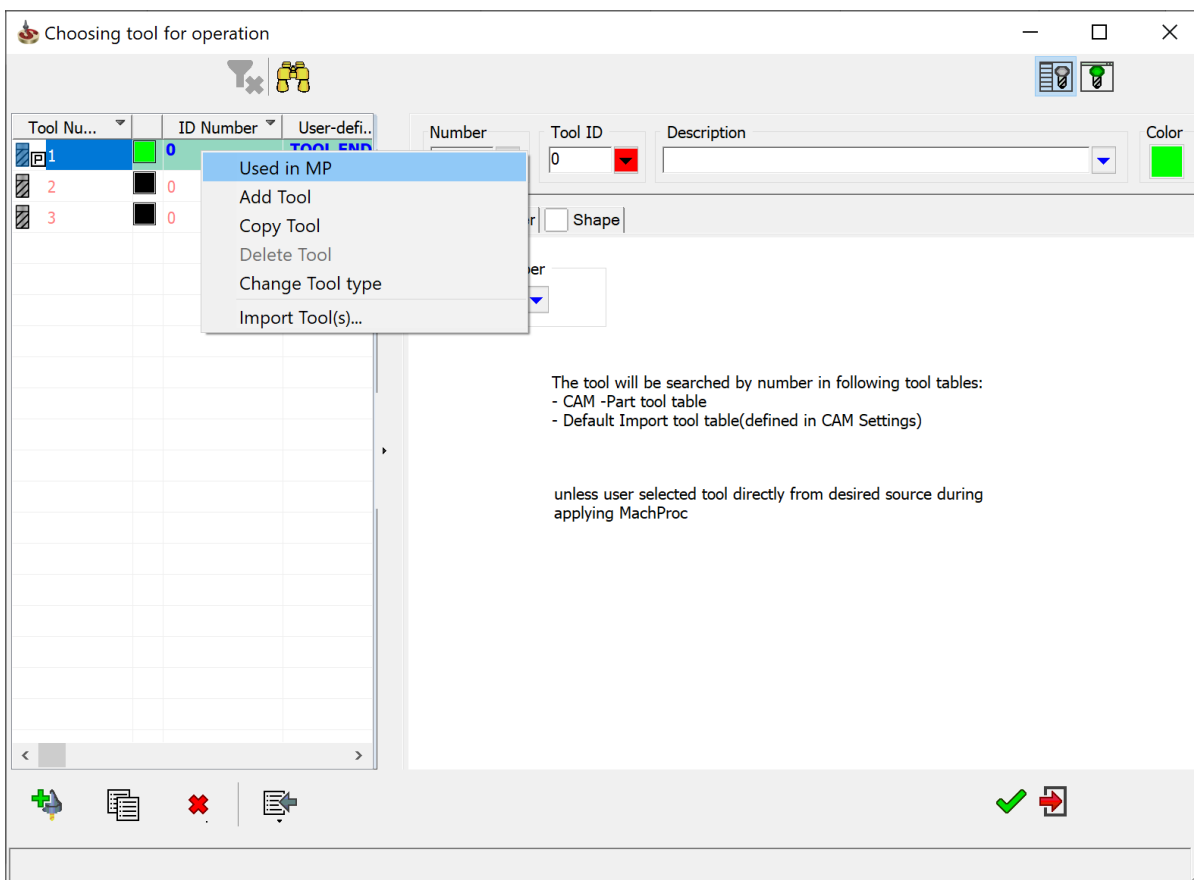 Choosing tool for operation
Tool Nu... ID Number User-defi..
Number Tool ID Description Color
P 1 0 TOOL END
0
2 0
3 0
Used in MP
Add Tool
Copy Tool
Delete Tool
Change Tool type
Import Tool(s)...
Shape
The tool will be searched by number in following tool tables:
- CAM -Part tool table
- Default Import tool table(defined in CAM Settings)
unless user selected tool directly from desired source during
applying MachProc